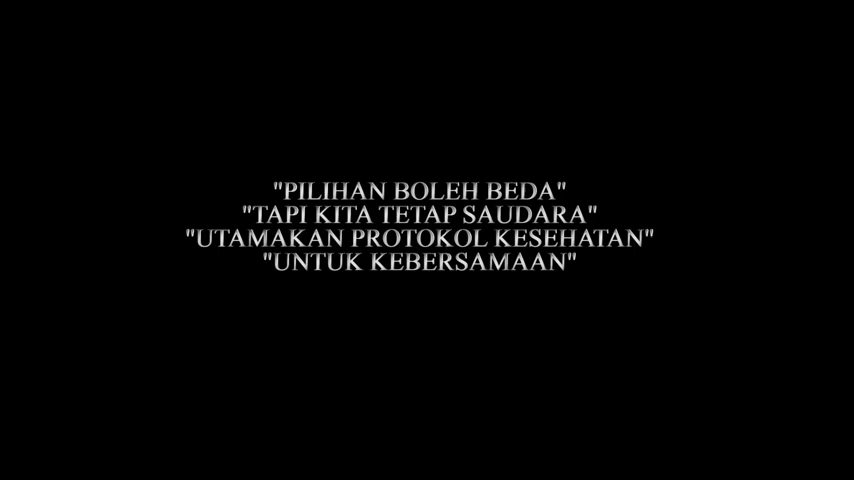 "PILIHAN BOLEH BEDA"
"TAPI KITA TETAP SAUDARA"
"UTAMAKAN PROTOKOL KESEHATAN"
"UNTUK KEBERSAMAAN"